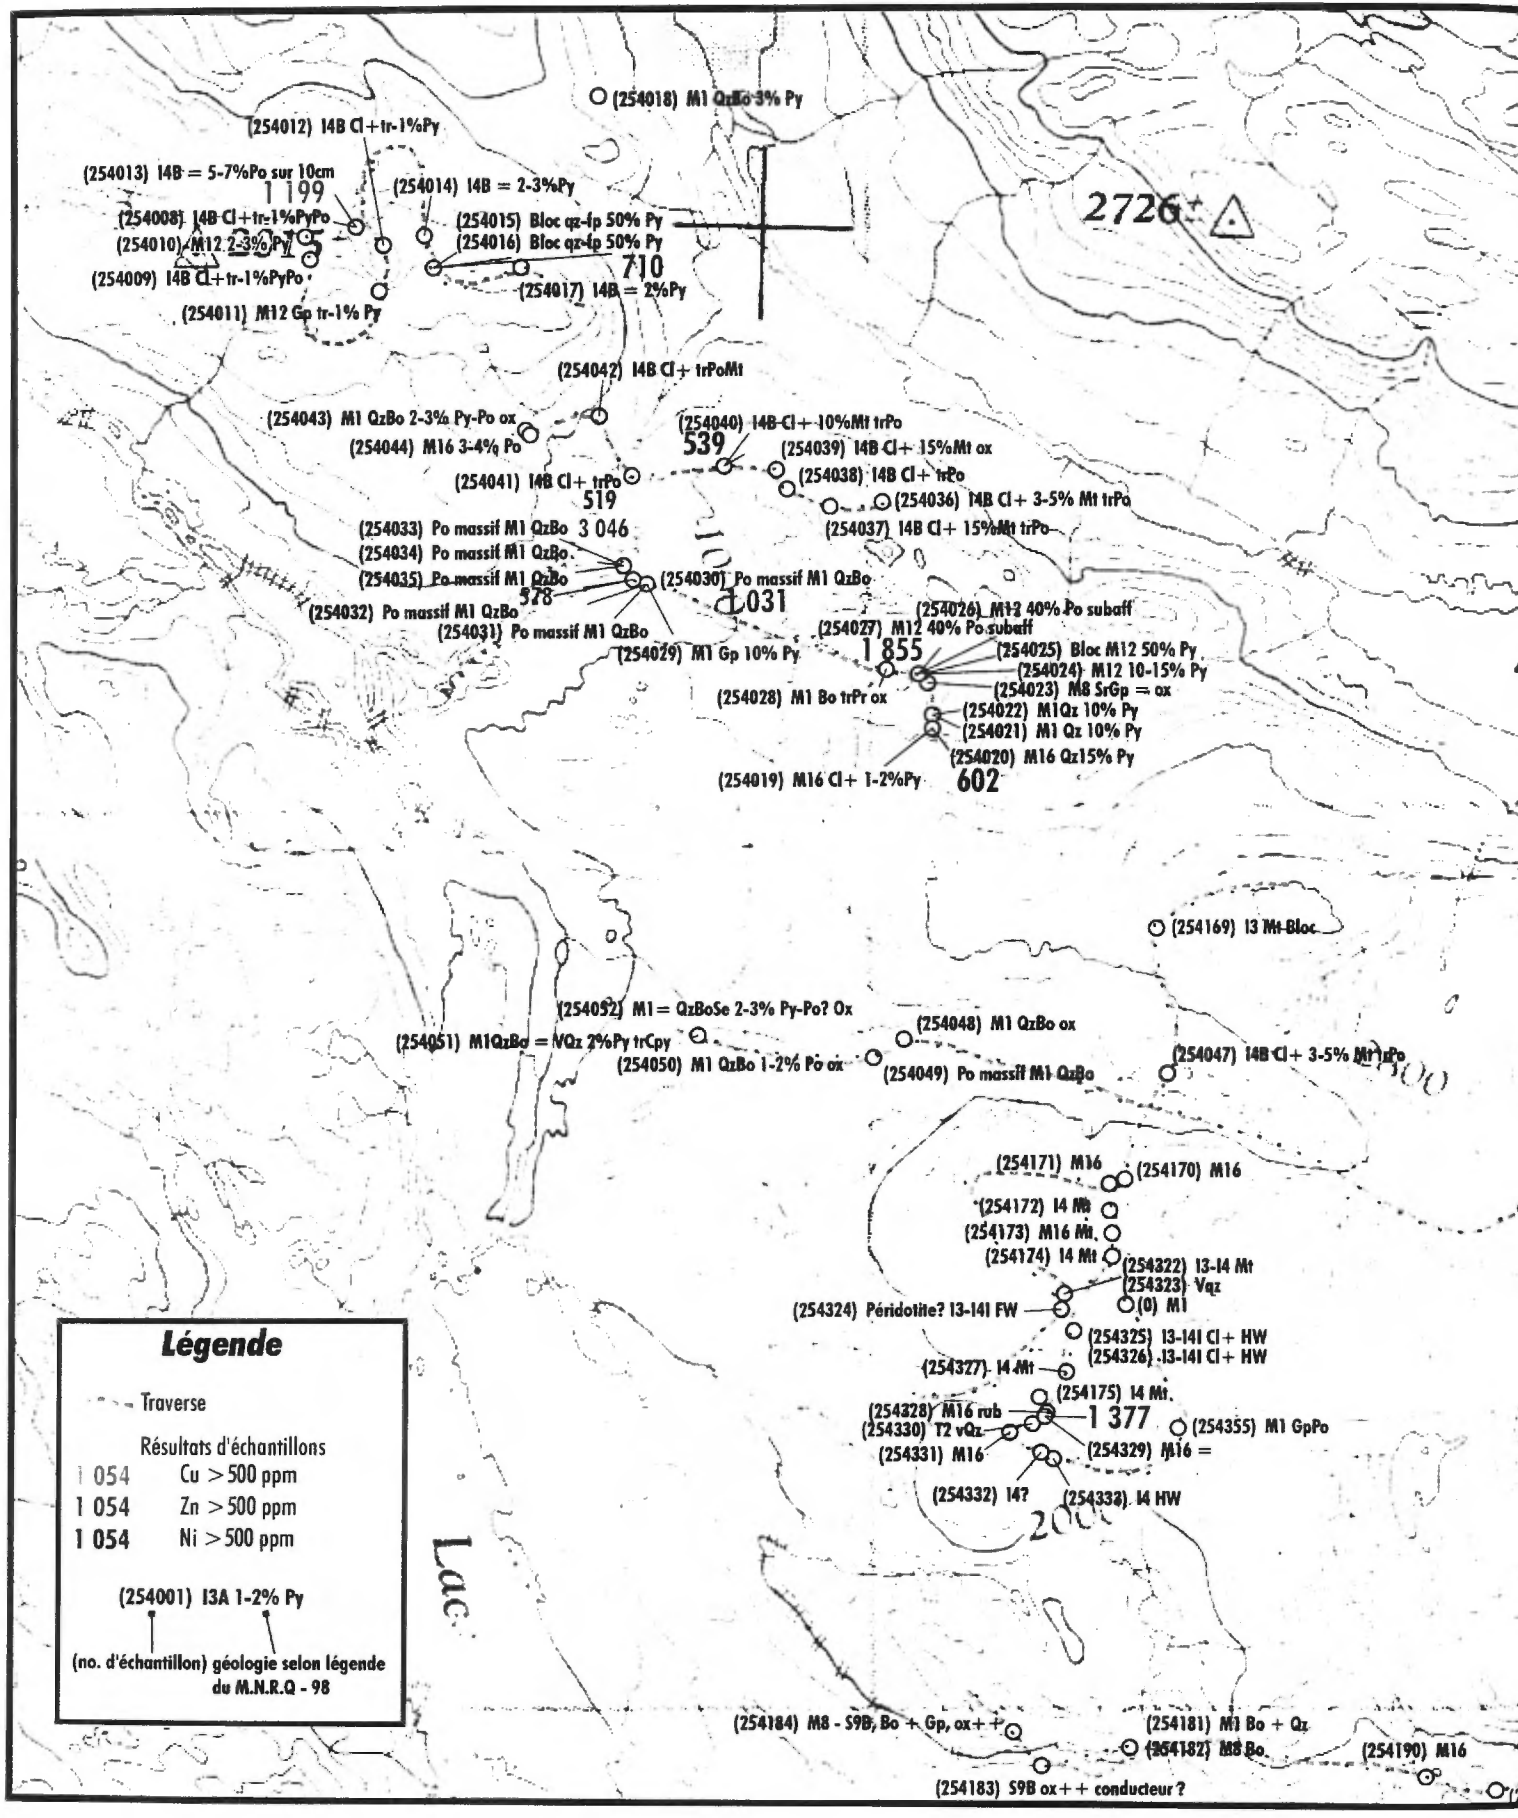 (254018) M1 QzBo 3% Py
(254012) I4B Cl+tr-1%Py
(254013) I4B = 5-7%Po sur 10cm
1 199
(254014) I4B = 2-3%Py
(254008) I4B Cl+tr-1%PyPo
(254015) Bloc qz-fp 50% Py
(254010) M12 2-3% Py
(254016) Bloc qz-fp 50% Py
2726
710
(254009) I4B Cl+tr-1%PyPo
(254017) I4B = 2%Py
(254011) M12 Gp tr-1% Py
(254042) I4B Cl+ trPoMt
(254043) M1 QzBo 2-3% Py-Po ox
(254040) I4B Cl+ 10%Mt trPo
539
(254044) M16 3-4% Po
(254039) I4B Cl+ 15%Mt ox
(254038) I4B Cl+ trPo
(254041) I4B Cl+ trPo
519
(254036) I4B Cl+ 3-5% Mt trPo
(254037) I4B Cl+ 15%Mt trPo
(254033) Po massif M1 QzBo
3 046
(254034) Po massif M1 QzBo
(254035) Po massif M1 QzBo
578
(254030) Po massif M1 QzBo
1 031
(254032) Po massif M1 QzBo
(254031) Po massif M1 QzBo
(254026) M12 40% Po subaff
(254027) M12 40% Po subaff
1 855
(254029) M1 Gp 10% Py
(254025) Bloc M12 50% Py
(254024) M12 10-15% Py
(254028) M1 Bo trPr ox
(254023) M8 SrGp = ox
(254022) M1Qz 10% Py
(254021) M1 Qz 10% Py
(254020) M16 Qz15% Py
(254019) M16 Cl+ 1-2%Py
602
(254169) I3 Mt Bloc
(254052) M1= QzBoSe 2-3% Py-Po? Ox
(254048) M1 QzBo ox
(254051) M1QzBo = VQz 2%Py trCpy
(254050) M1 QzBo 1-2% Po ox
(254047) I4B Cl+ 3-5% Mt trPo
(254049) Po massif M1 QzBo
(254171) M16
(254170) M16
(254172) I4 Mt
(254173) M16 Mt
(254174) I4 Mt
(254322) I3-I4 Mt
(254323) Vqz
(254324) Péridotite? I3-I4I FW
(0) M1
(254325) I3-I4I Cl+ HW
(254326) I3-I4I Cl+ HW
(254327) I4 Mt
(254175) I4 Mt
(254328) M16 rub
1 377
(254330) T2 vQz
(254355) M1 GpPo
(254331) M16
(254329) M16 =
(254332) I4?
(254333) I4 HW
2000
Lac
Légende
Traverse
Résultats d'échantillons
1 054 Cu > 500 ppm
1 054 Zn > 500 ppm
1 054 Ni > 500 ppm
(254001) I3A 1-2% Py
(no. d'échantillon) géologie selon légende
du M.N.R.Q - 98
(254184) M8 - S9B, Bo + Gp, ox++
(254181) M1 Bo + Qz
(254182) M8 Bo
(254190) M16
(254183) S9B ox++ conducteur ?